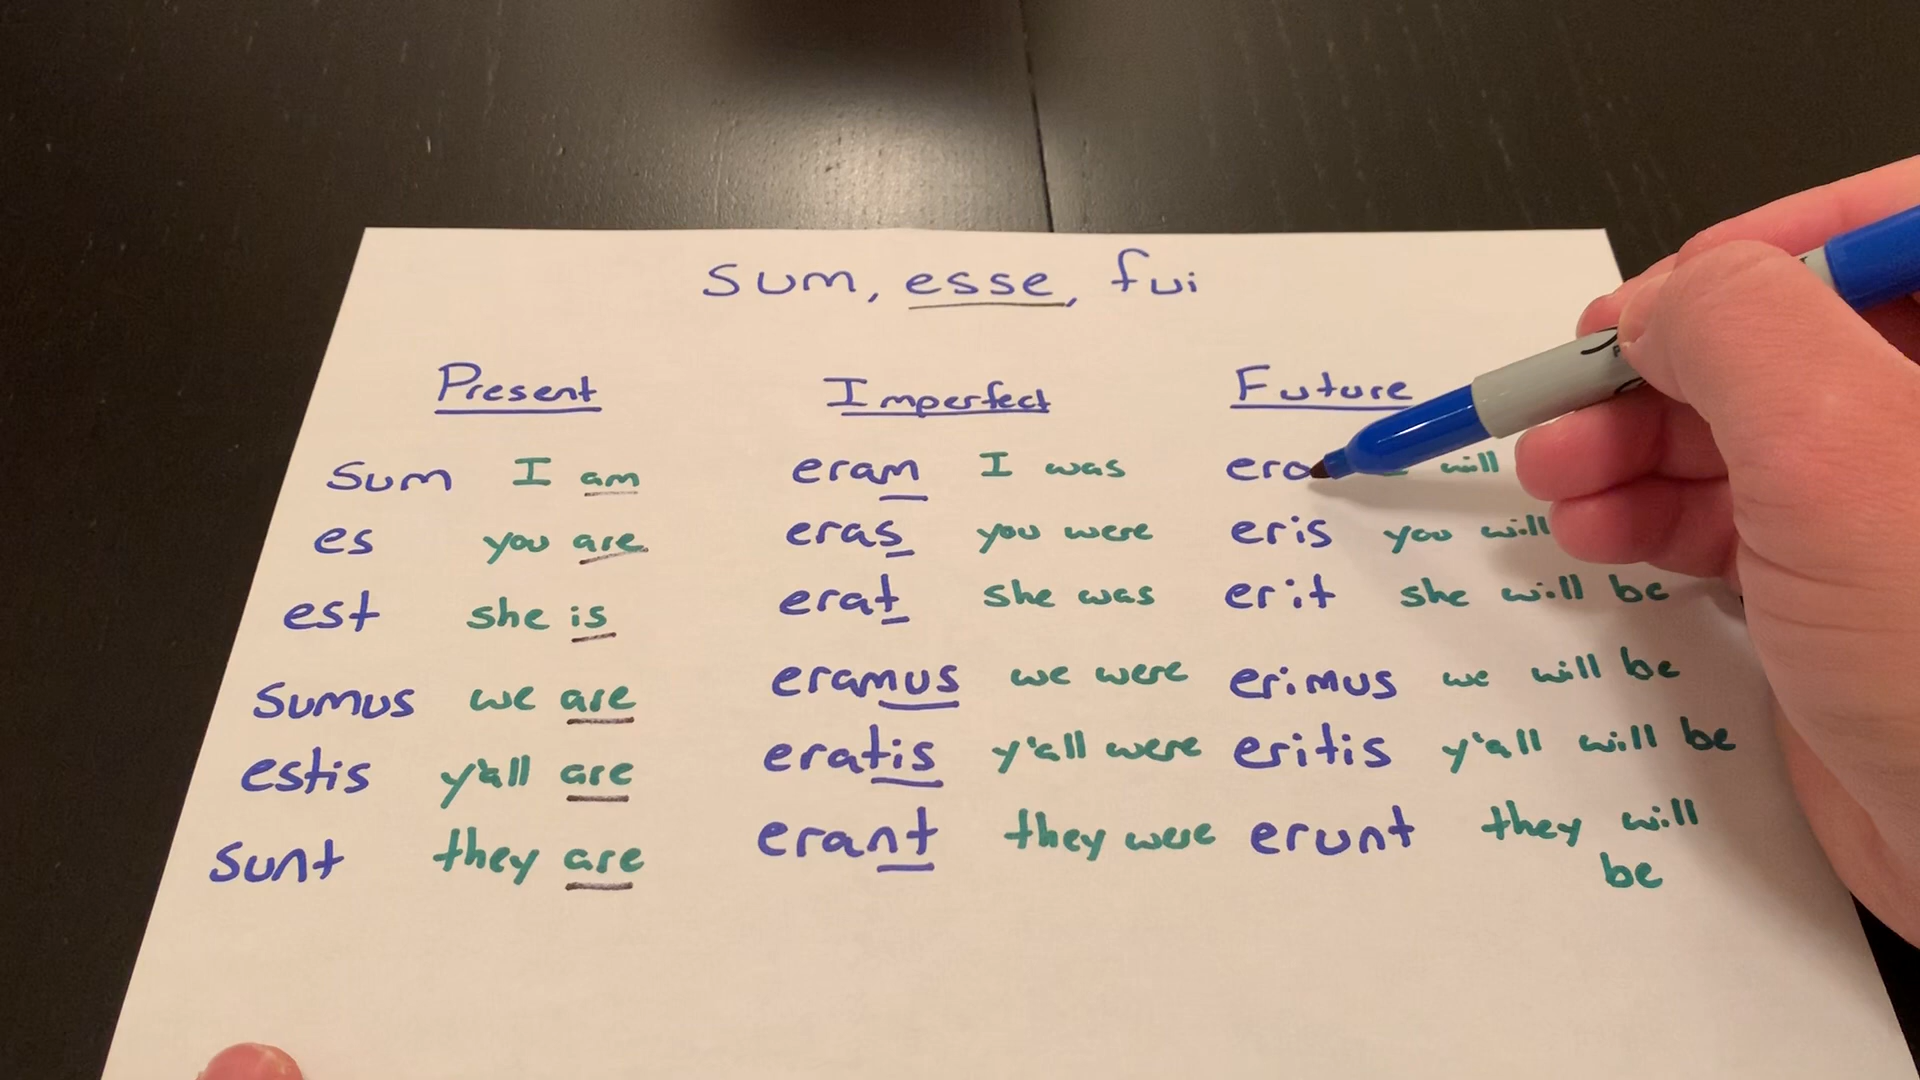 sum, esse, fui
Present Imperfect Future
sum I am eram I was ero will
es you are eras you were eris you will
est she is erat she was erit she will be
sumus we are eramus we were erimus we will be
estis y'all are eratis y'all were eritis y'all will be
sunt they are erant they were erunt they will
be